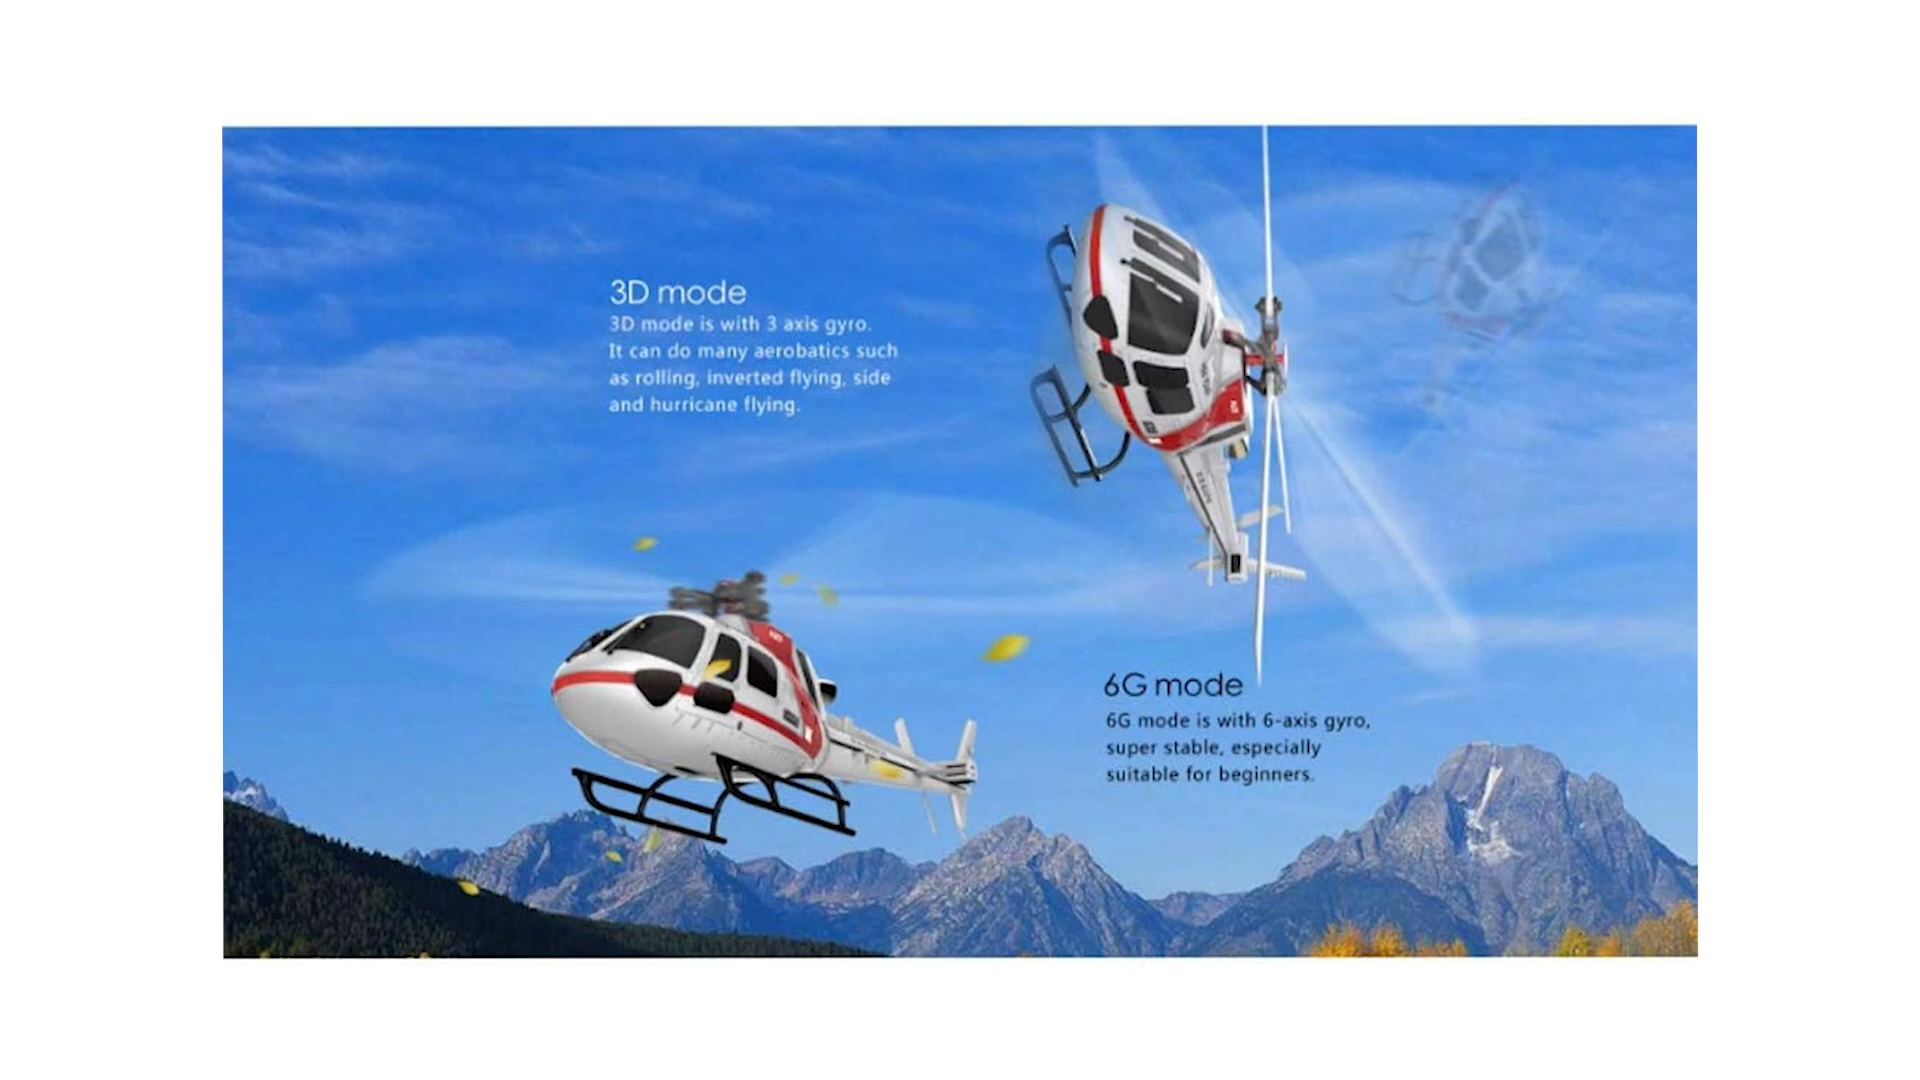 3D mode
3D mode is with 3 axis gyro.
It can do many aerobatics such
as rolling, inverted flying, side
and hurricane flying.
6G mode
6G mode is with 6-axis gyro,
super stable, especially
suitable for beginners.